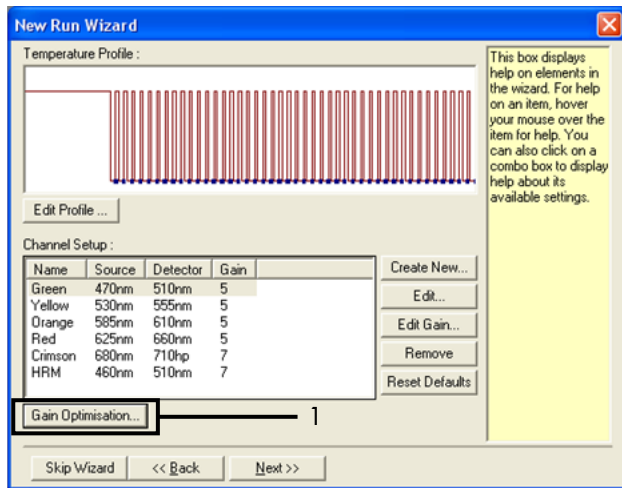 New Run Wizard
Temperature Profile :
Edit Profile ...
Channel Setup :
Name Source Detector Gain
Green 470nm 510nm 5
Yellow 530nm 555nm 5
Orange 585nm 610nm 5
Red 625nm 660nm 5
Crimson 680nm 710hp 7
HRM 460nm 510nm 7
Create New...
Edit...
Edit Gain...
Remove
Reset Defaults
Gain Optimisation...
1
Skip Wizard
<< Back
Next >>
This box displays
help on elements in
the wizard. For help
on an item, hover
your mouse over the
item for help. You
can also click on a
combo box to display
help about its
available settings.